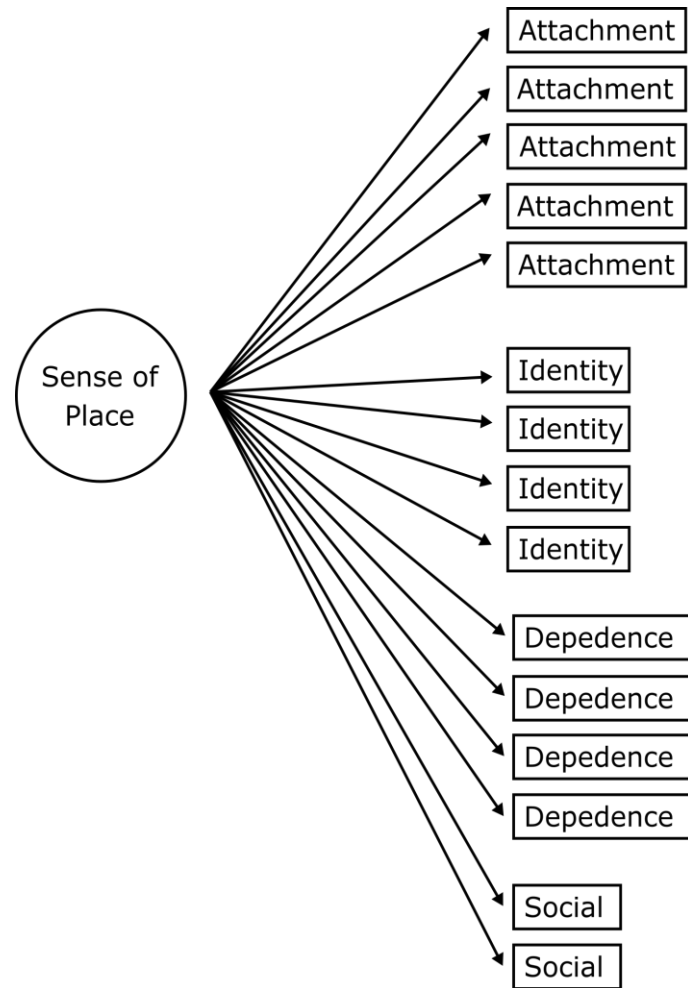 Attachment
Attachment
Attachment
Attachment
Attachment
Sense of
Place
Identity
Identity
Identity
Identity
Depedence
Depedence
Depedence
Depedence
Social
Social